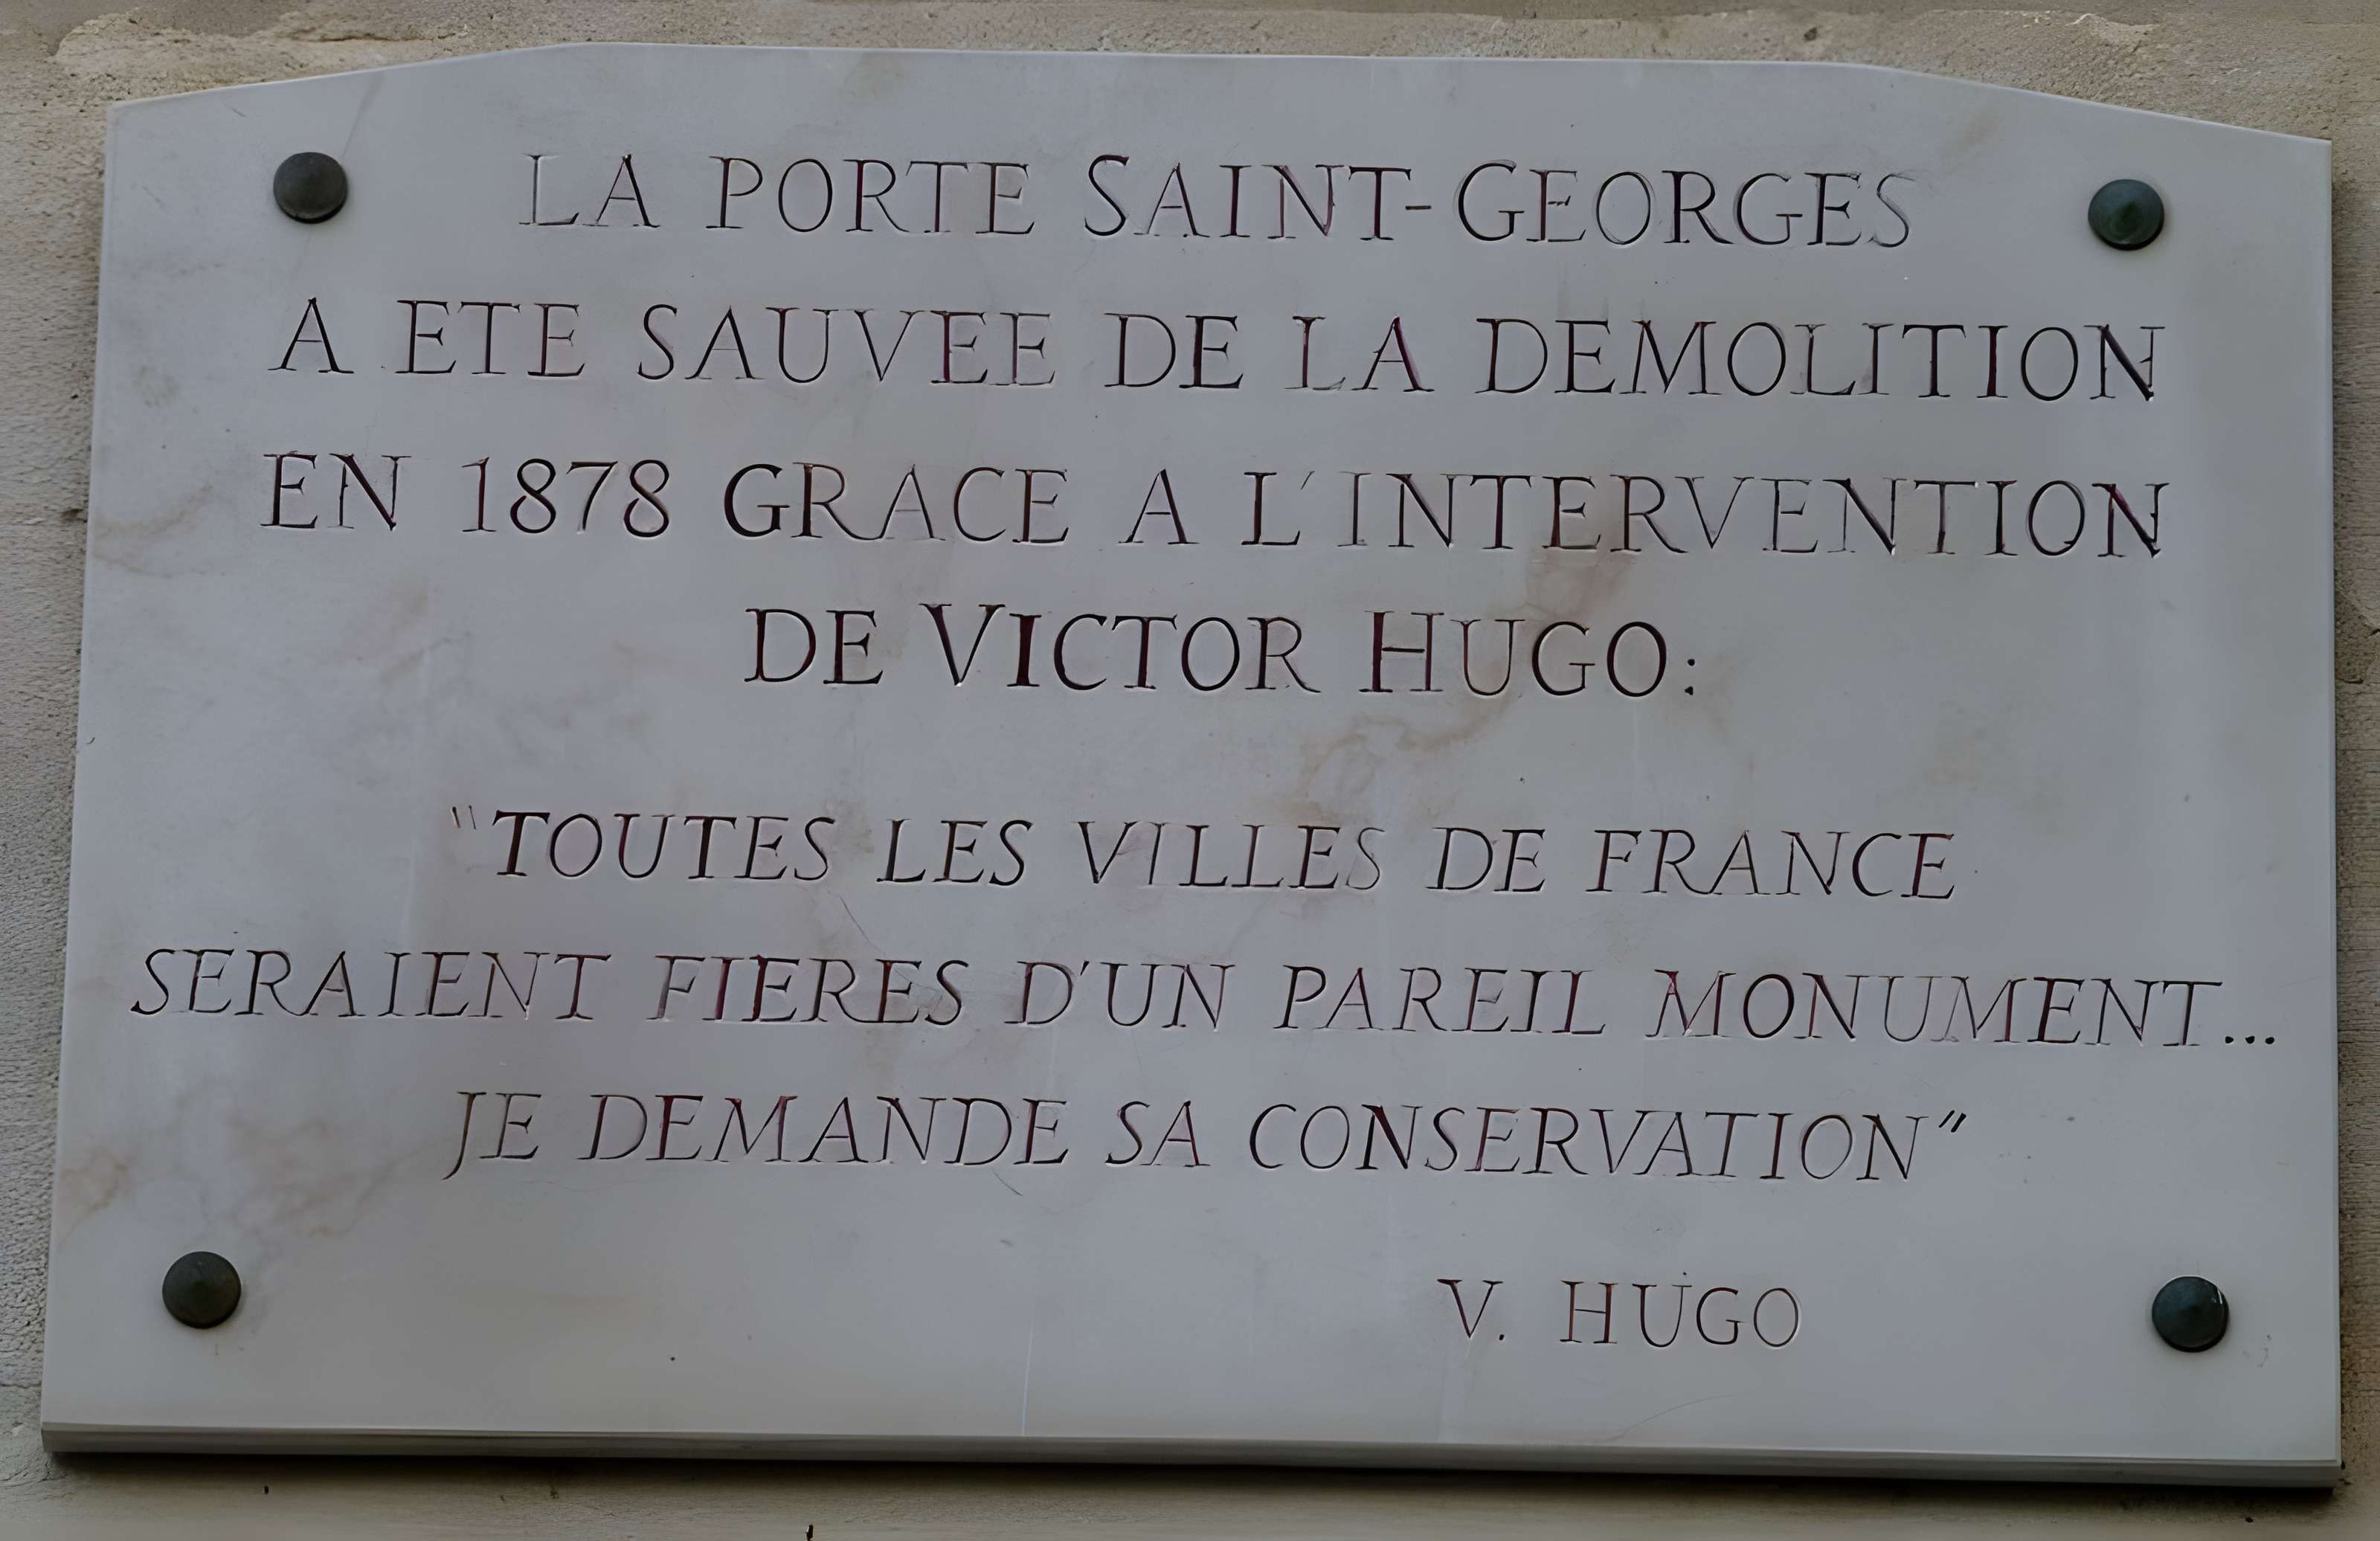 LA PORTE SAINT-GEORGES
A ETE SAUVEE DE LA DEMOLITION
EN 1878 GRACE A L'INTERVENTION
DE VICTOR HUGO:
"TOUTES LES VILLES DE FRANCE
SERAIENT FIERES D'UN PAREIL MONUMENT...
JE DEMANDE SA CONSERVATION"
V. HUGO